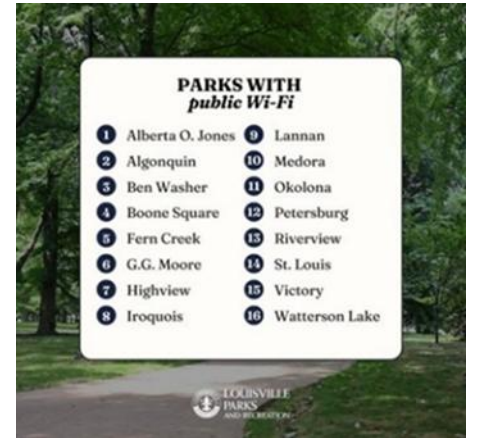 PARKS WITH
public Wi-Fi
1 Alberta O. Jones
2 Algonquin
3 Ben Washer
4 Boone Square
5 Fern Creek
6 G.G. Moore
7 Highview
8 Iroquois
9 Lannan
10 Medora
11 Okolona
12 Petersburg
13 Riverview
14 St. Louis
15 Victory
16 Watterson Lake
LOUISVILLE
PARKS
AND RECREATION